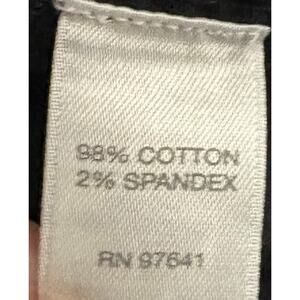 98% COTTON
2% SPANDEX
RN 97641